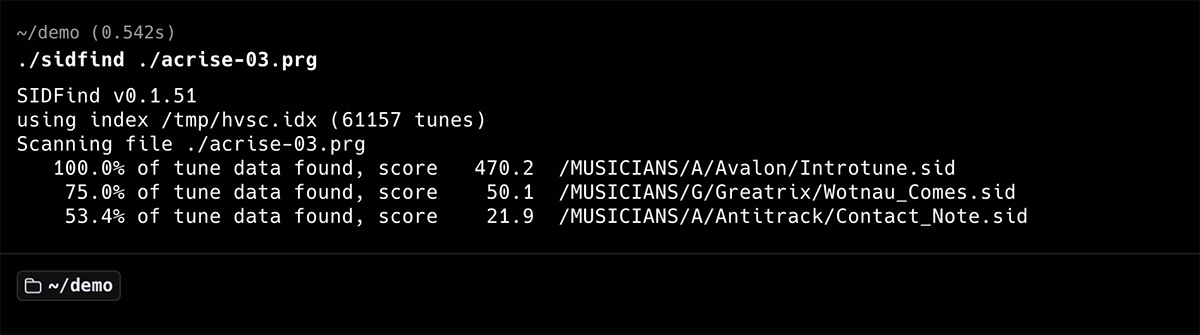 ~/demo (0.542s)
./sidfind ./acrise-03.prg
SIDFind v0.1.51
using index /tmp/hvsc.idx (61157 tunes)
Scanning file ./acrise-03.prg
100.0% of tune data found, score 470.2 /MUSICIANS/A/Avalon/Introtune.sid
75.0% of tune data found, score 50.1 /MUSICIANS/G/Greatrix/Wotnau_Comes.sid
53.4% of tune data found, score 21.9 /MUSICIANS/A/Antitrack/Contact_Note.sid
~/demo